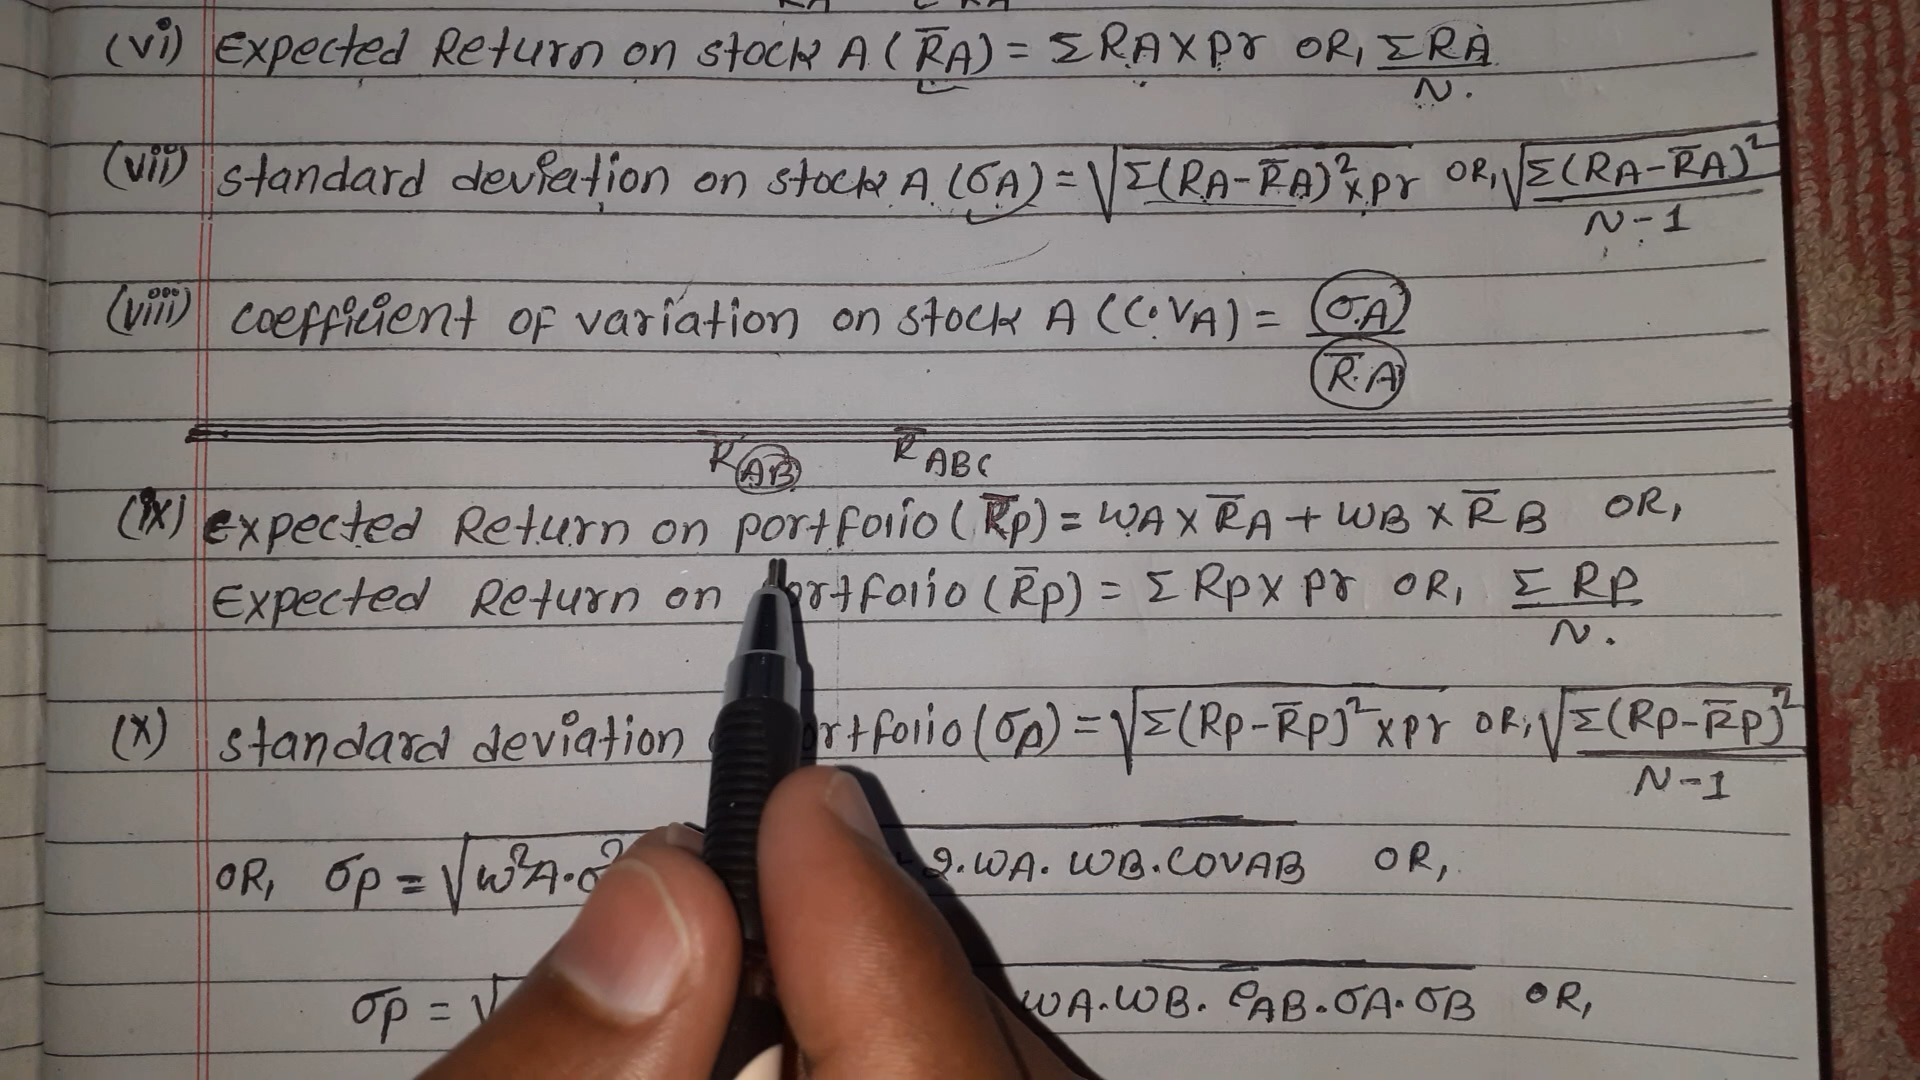 (vi) Expected Return on stock A (R̅A) = ΣRA×pr OR, ΣRA/N.
(vii) standard deviation on stock A (σA) = √Σ(RA-R̅A)²×pr OR, √Σ(RA-R̅A)²/N-1
(viii) coefficient of variation on stock A (C.VA) = σA/R̅A
R̅AB R̅ABC
(ix) Expected Return on portfolio (R̅p) = WA×R̅A + WB×R̅B OR,
Expected Return on portfolio (R̅p) = ΣRp×pr OR, ΣRp/N.
(x) standard deviation portfolio (σp) = √Σ(Rp-R̅p)²×pr OR, √Σ(Rp-R̅p)²/N-1
OR, σp = √w²A.σ² 2.WA.WB.COVAB OR,
σp = √ WA.WB.ρAB.σA.σB OR,